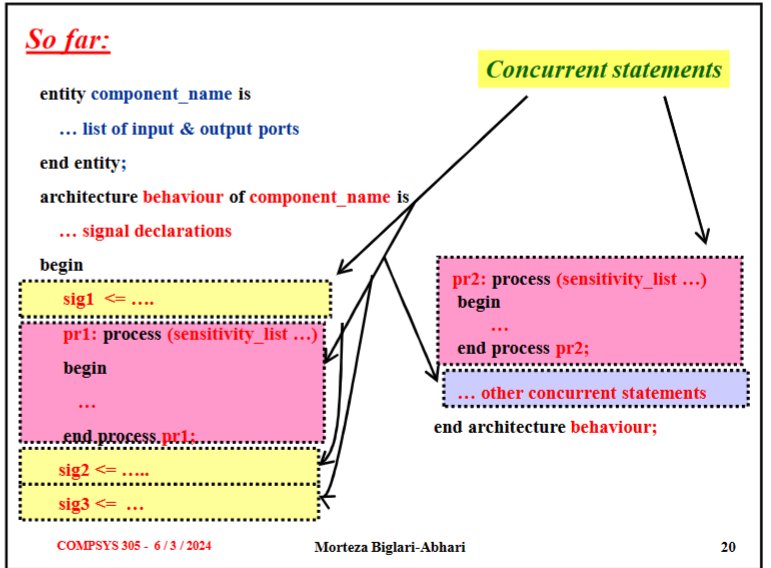 So far:
Concurrent statements
entity component_name is
… list of input & output ports
end entity;
architecture behaviour of component_name is
… signal declarations
begin
sig1 <= ….
pr1: process (sensitivity_list …)
begin
…
end process pr1;
sig2 <= …..
sig3 <= …
pr2: process (sensitivity_list …)
begin
…
end process pr2;
… other concurrent statements
end architecture behaviour;
COMPSYS 305 - 6 / 3 / 2024
Morteza Biglari-Abhari
20